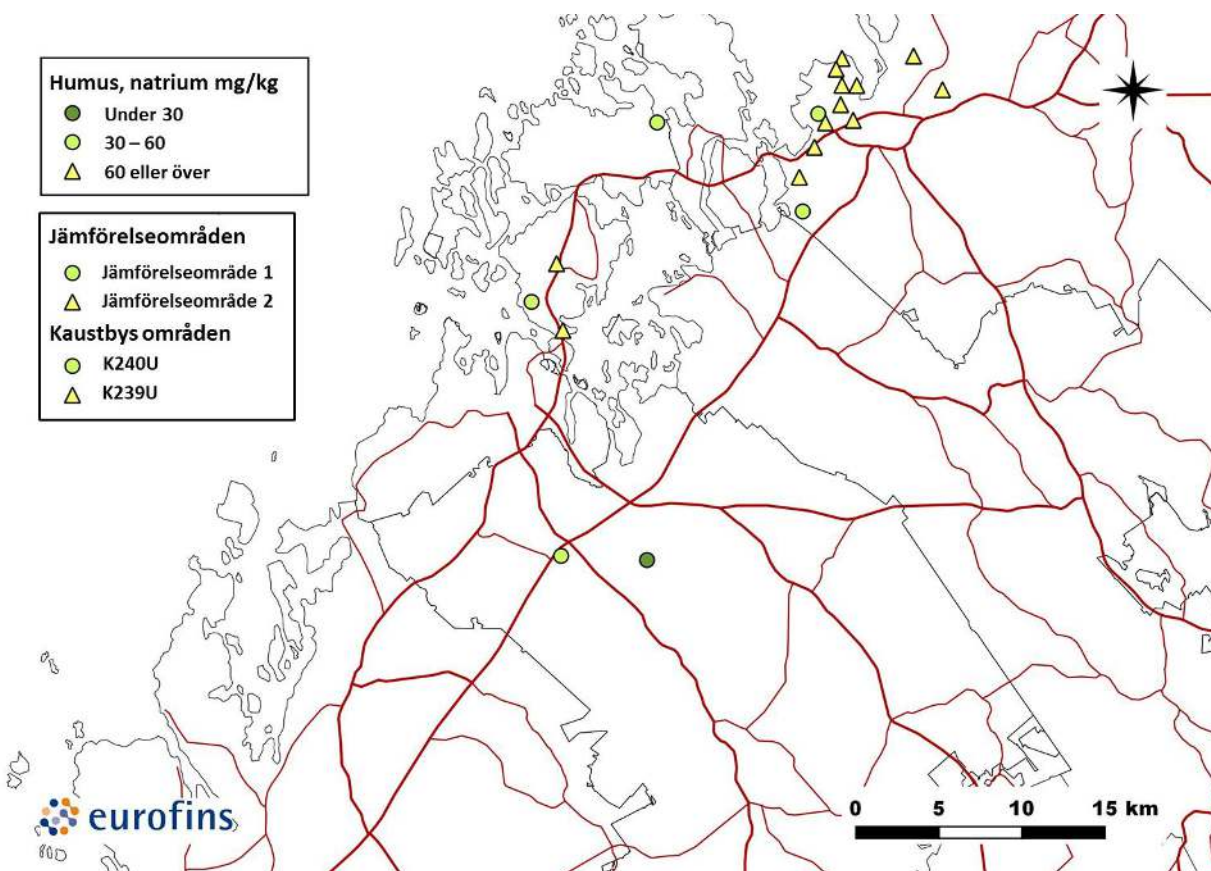 Humus, natrium mg/kg
Under 30
30 – 60
60 eller över
Jämförelseområden
Jämförelseområde 1
Jämförelseområde 2
Kaustbys områden
K240U
K239U
eurofins
0 5 10 15 km